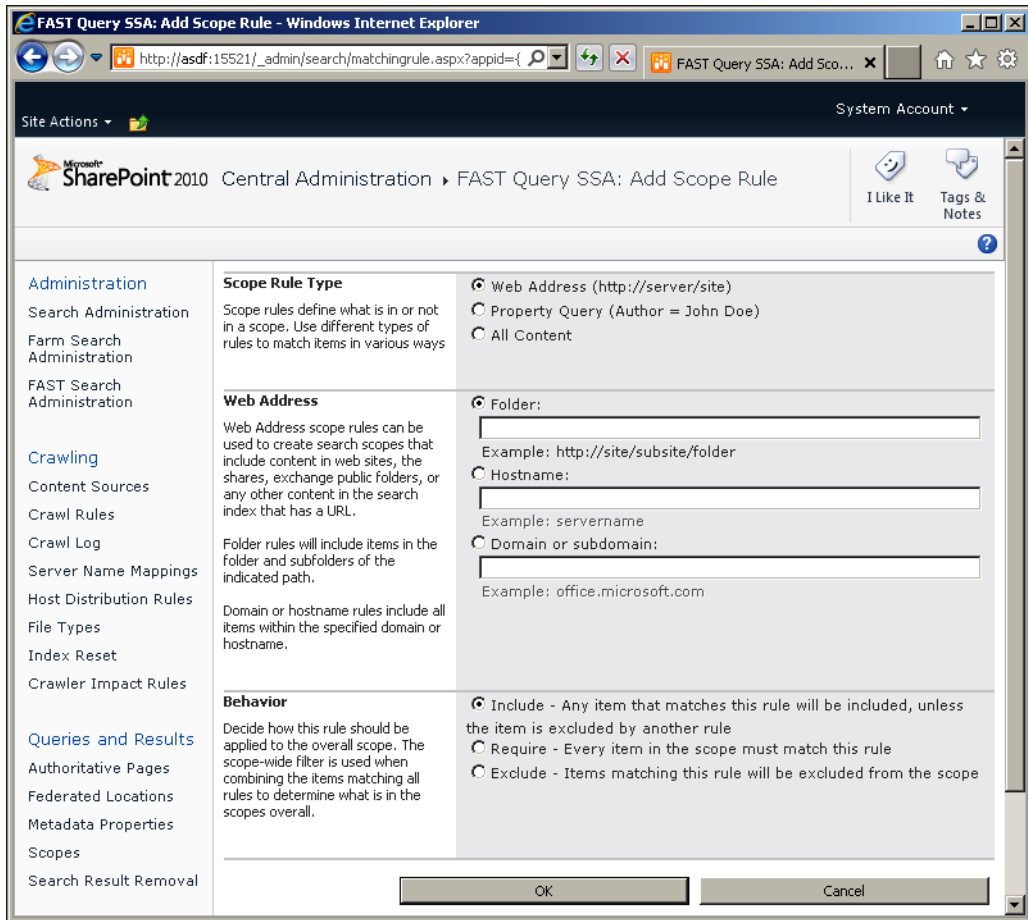 FAST Query SSA: Add Scope Rule - Windows Internet Explorer
http://asdf:15521/_admin/search/matchingrule.aspx?appid={
FAST Query SSA: Add Sco...
System Account
Site Actions
Microsoft
SharePoint 2010
Central Administration
FAST Query SSA: Add Scope Rule
I Like It
Tags &
Notes
Administration
Search Administration
Farm Search
Administration
FAST Search
Administration
Crawling
Content Sources
Crawl Rules
Crawl Log
Server Name Mappings
Host Distribution Rules
File Types
Index Reset
Crawler Impact Rules
Queries and Results
Authoritative Pages
Federated Locations
Metadata Properties
Scopes
Search Result Removal
Scope Rule Type
Scope rules define what is in or not
in a scope. Use different types of
rules to match items in various ways
Web Address (http://server/site)
Property Query (Author = John Doe)
All Content
Web Address
Web Address scope rules can be
used to create search scopes that
include content in web sites, the
shares, exchange public folders, or
any other content in the search
index that has a URL.
Folder rules will include items in the
folder and subfolders of the
indicated path.
Domain or hostname rules include all
items within the specified domain or
hostname.
Folder:
Example: http://site/subsite/folder
Hostname:
Example: servername
Domain or subdomain:
Example: office.microsoft.com
Behavior
Decide how this rule should be
applied to the overall scope. The
scope-wide filter is used when
combining the items matching all
rules to determine what is in the
scopes overall.
Include - Any item that matches this rule will be included, unless
the item is excluded by another rule
Require - Every item in the scope must match this rule
Exclude - Items matching this rule will be excluded from the scope
OK
Cancel